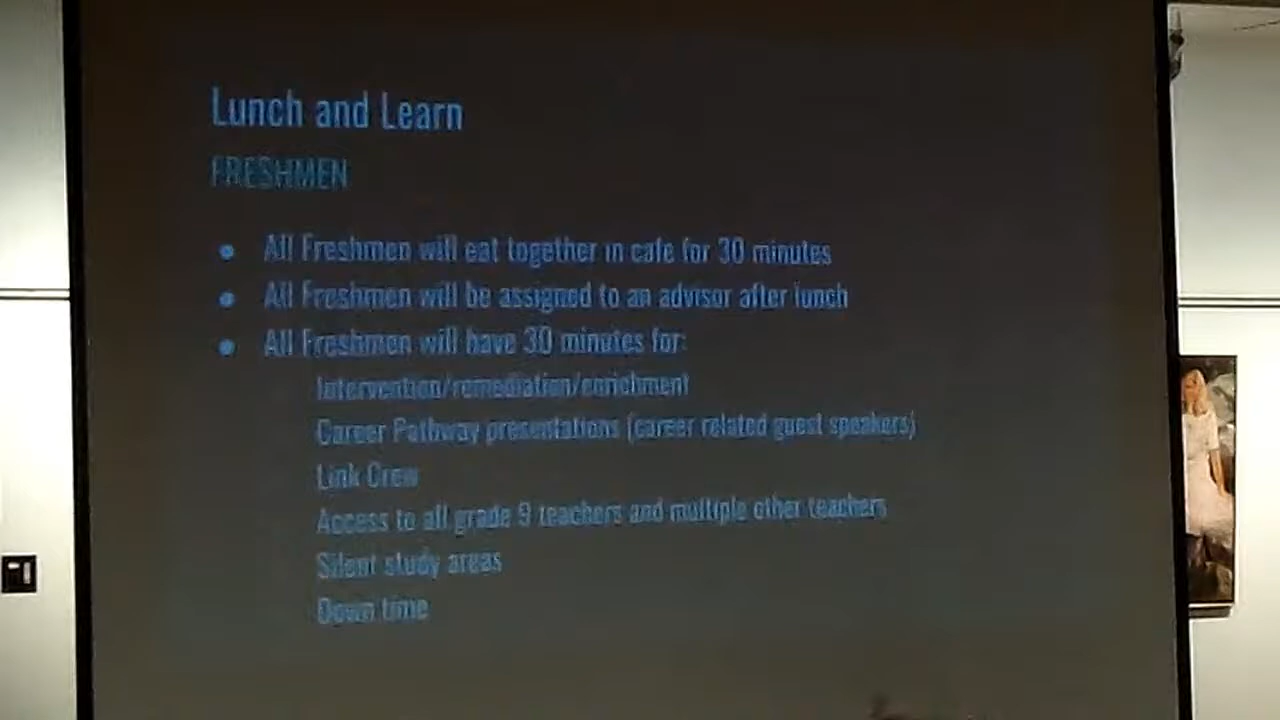 Lunch and Learn
FRESHMEN
● All Freshmen will eat together in cafe for 30 minutes
● All Freshmen will be assigned to an advisor after lunch
● All Freshmen will have 30 minutes for:
Intervention/remediation/enrichment
Career Pathway presentations (career related guest speakers)
Link Crew
Access to all grade 9 teachers and multiple other teachers
Silent study areas
Down time